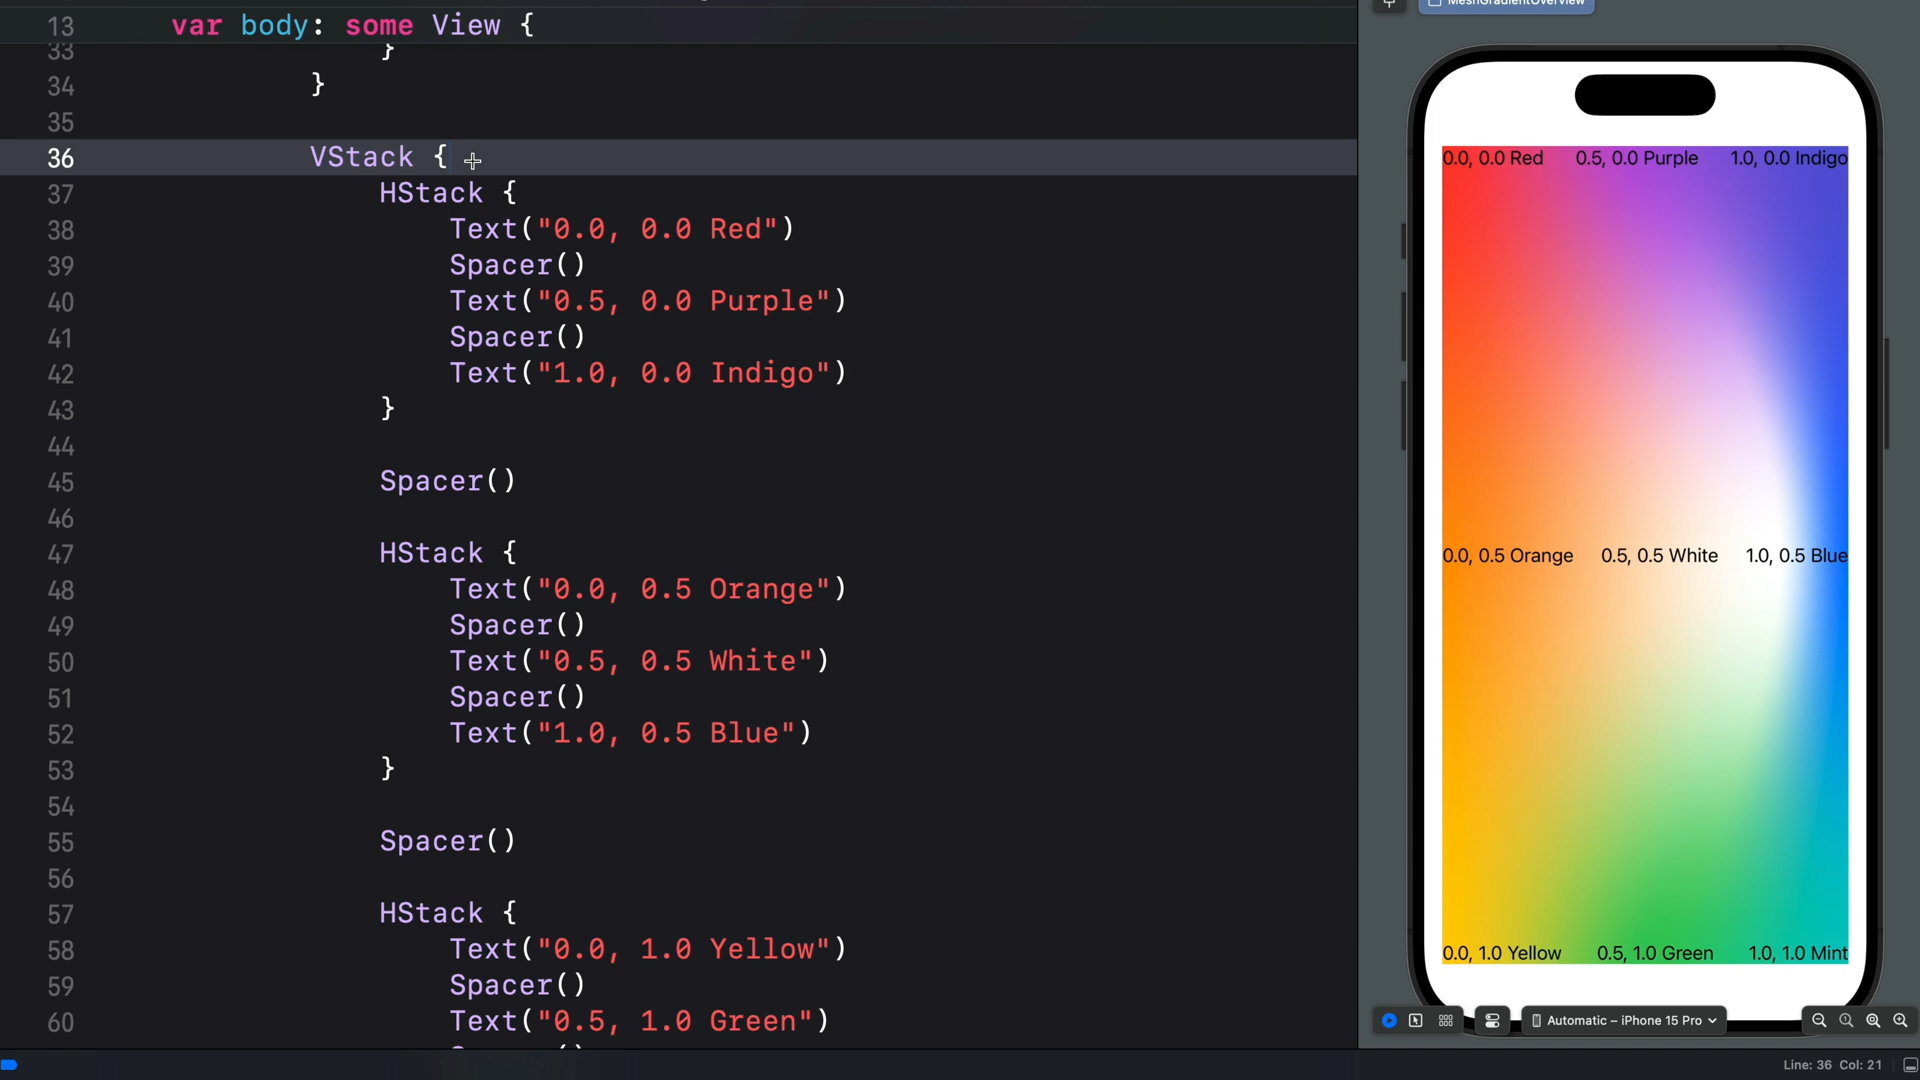 MeshGradientOverview
13 var body: some View {
33 }
34 }
35
36 VStack {
37 HStack {
38 Text("0.0, 0.0 Red")
39 Spacer()
40 Text("0.5, 0.0 Purple")
41 Spacer()
42 Text("1.0, 0.0 Indigo")
43 }
44
45 Spacer()
46
47 HStack {
48 Text("0.0, 0.5 Orange")
49 Spacer()
50 Text("0.5, 0.5 White")
51 Spacer()
52 Text("1.0, 0.5 Blue")
53 }
54
55 Spacer()
56
57 HStack {
58 Text("0.0, 1.0 Yellow")
59 Spacer()
60 Text("0.5, 1.0 Green")
0.0, 0.0 Red 0.5, 0.0 Purple 1.0, 0.0 Indigo
0.0, 0.5 Orange 0.5, 0.5 White 1.0, 0.5 Blue
0.0, 1.0 Yellow 0.5, 1.0 Green 1.0, 1.0 Mint
Automatic – iPhone 15 Pro
Line: 36 Col: 21